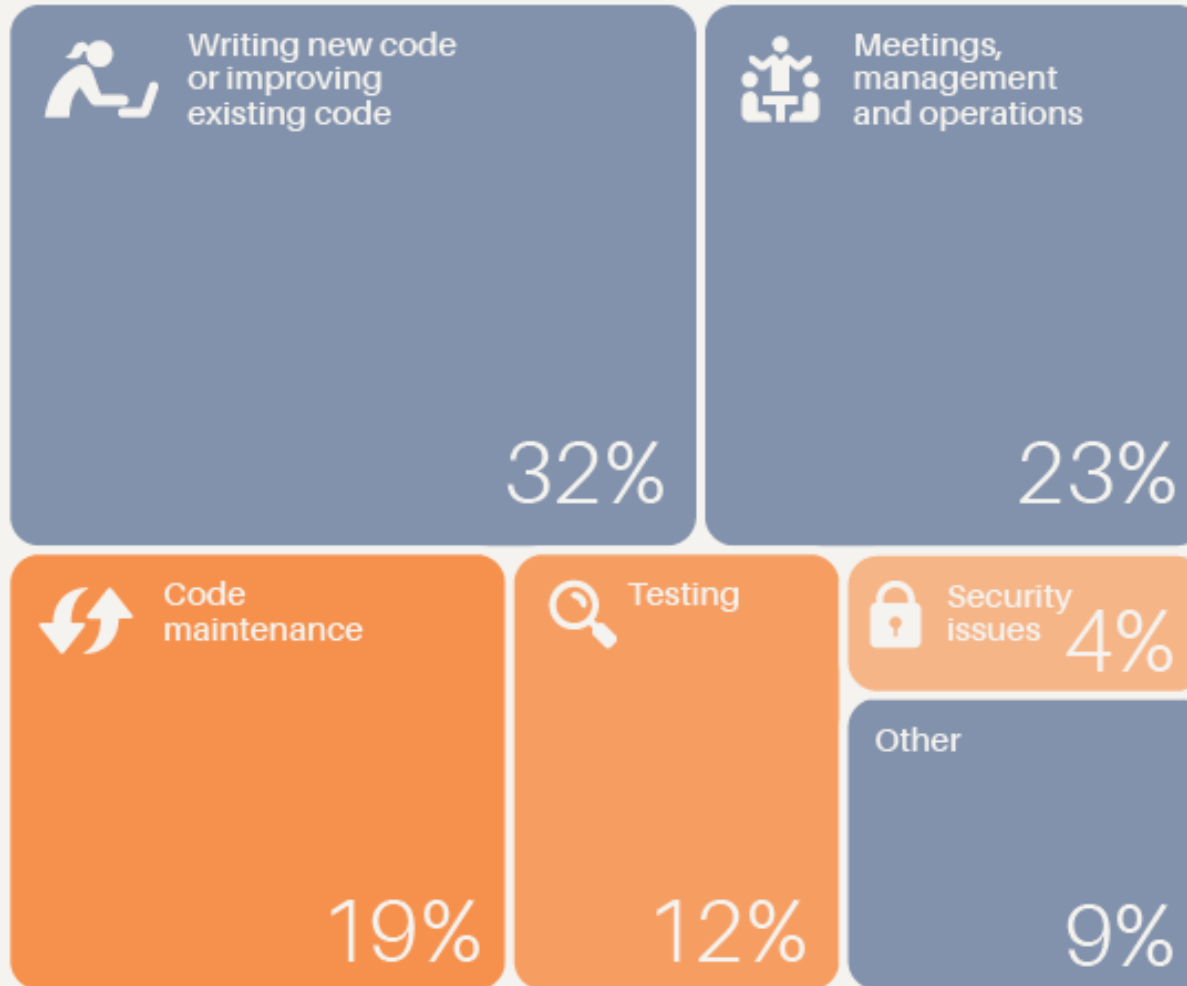 Writing new code
or improving
existing code
32%
Meetings,
management
and operations
23%
Code
maintenance
19%
Testing
12%
Security
issues
4%
Other
9%